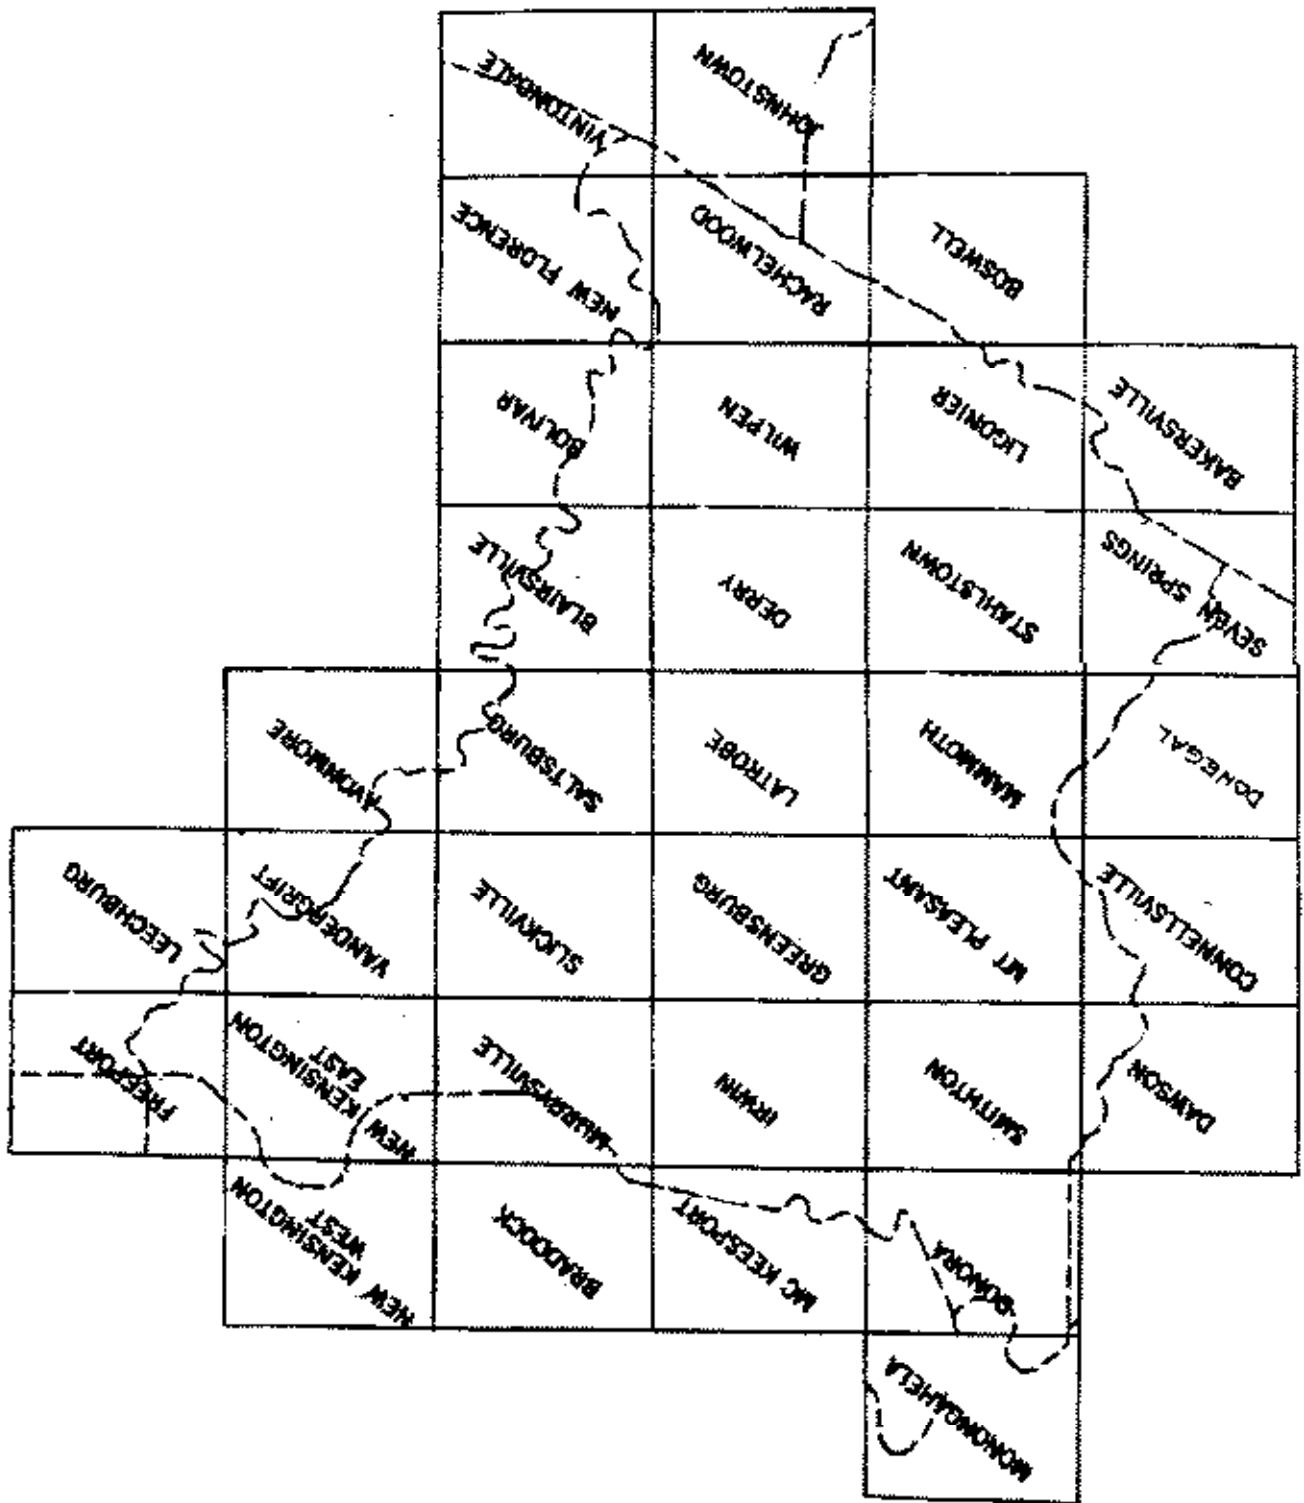 VINTONDALE
JOHNSTOWN
NEW FLORENCE
RACHELWOOD
BOSWELL
BOLIVAR
WILPEN
LIGONIER
BAKERSVILLE
BLAIRSVILLE
DERRY
STAHLSTOWN
SEVEN SPRINGS
AVONMORE
SALTSBURG
LATROBE
MAMMOTH
DONEGAL
LEECHBURG
VANDERGRIFT
SLICKVILLE
GREENSBURG
MT PLEASANT
CONNELLSVILLE
FREEPORT
NEW KENSINGTON
EAST
MURRYSVILLE
IRWIN
SMITHTON
DAWSON
NEW KENSINGTON
WEST
BRADDOCK
MC KEESPORT
DONORA
MONONGAHELA